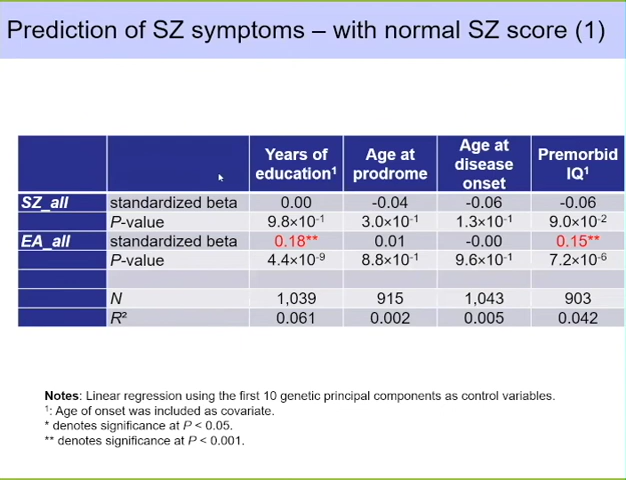 Prediction of SZ symptoms – with normal SZ score (1)
Years of education¹ Age at prodrome Age at disease onset Premorbid IQ¹
SZ_all standardized beta 0.00 -0.04 -0.06 -0.06
P-value 9.8×10⁻¹ 3.0×10⁻¹ 1.3×10⁻¹ 9.0×10⁻²
EA_all standardized beta 0.18** 0.01 -0.00 0.15**
P-value 4.4×10⁻⁹ 8.8×10⁻¹ 9.6×10⁻¹ 7.2×10⁻⁶
N 1,039 915 1,043 903
R² 0.061 0.002 0.005 0.042
Notes: Linear regression using the first 10 genetic principal components as control variables.
¹: Age of onset was included as covariate.
* denotes significance at P < 0.05.
** denotes significance at P < 0.001.